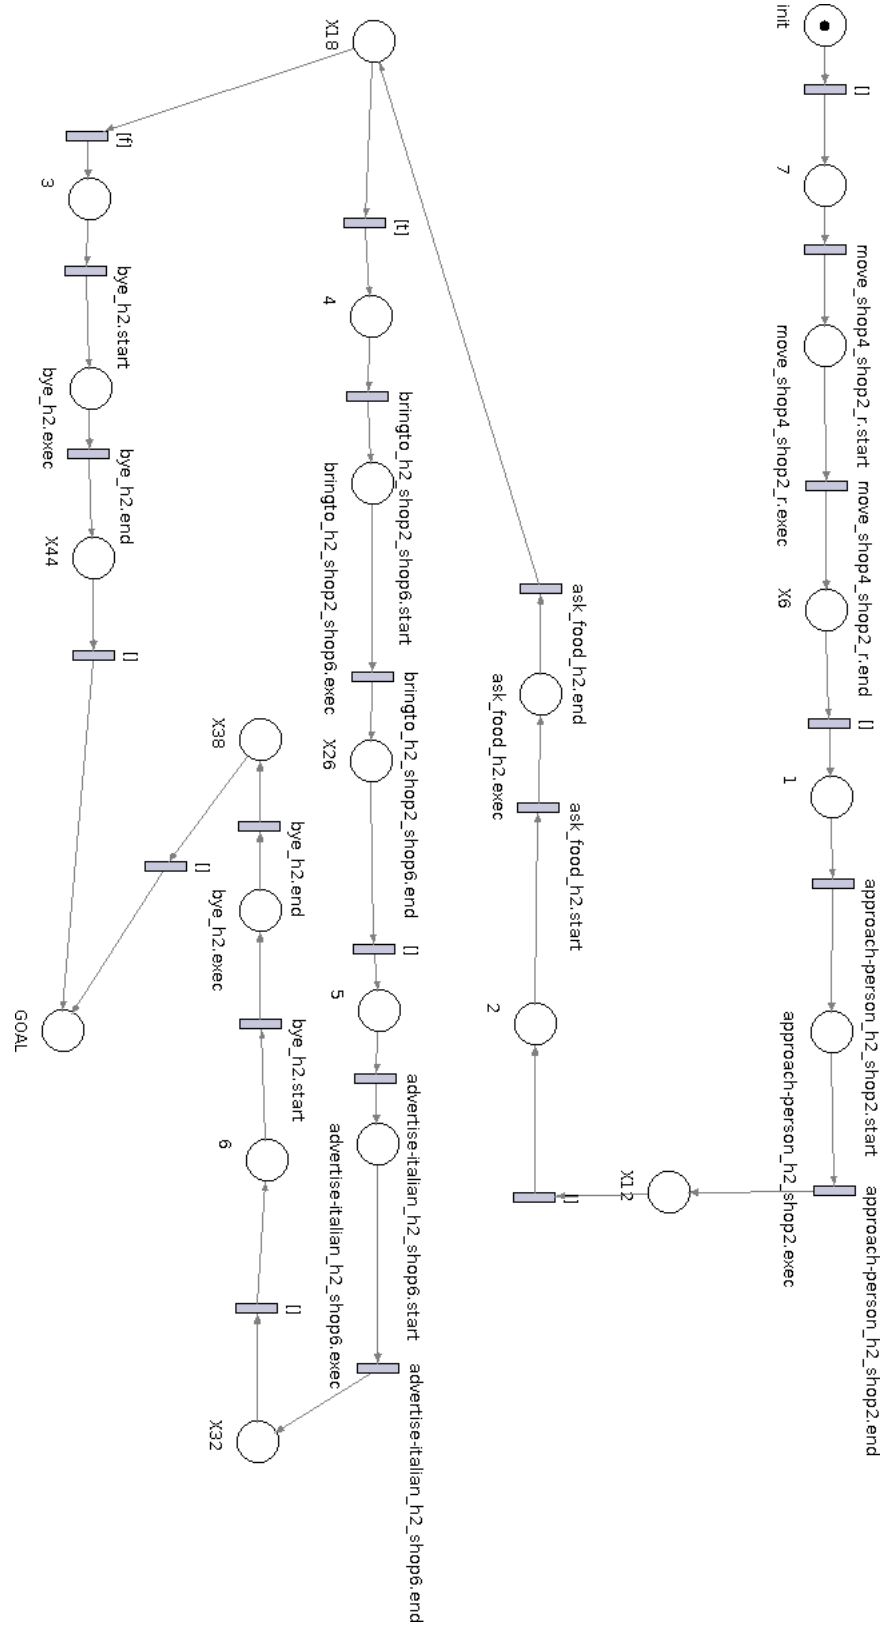 init
[]
7
move_shop4_shop2_r.start
move_shop4_shop2_r.exec
move_shop4_shop2_r.end
X6
[]
1
approach-person_h2_shop2.start
approach-person_h2_shop2.exec
approach-person_h2_shop2.end
X12
[]
2
ask_food_h2.start
ask_food_h2.exec
ask_food_h2.end
X18
[t]
4
bringto_h2_shop2_shop6.start
bringto_h2_shop2_shop6.exec
bringto_h2_shop2_shop6.end
X26
[]
5
advertise-italian_h2_shop6.start
advertise-italian_h2_shop6.exec
advertise-italian_h2_shop6.end
X32
[]
6
bye_h2.start
bye_h2.exec
bye_h2.end
X38
[]
[f]
3
bye_h2.start
bye_h2.exec
bye_h2.end
X44
[]
GOAL